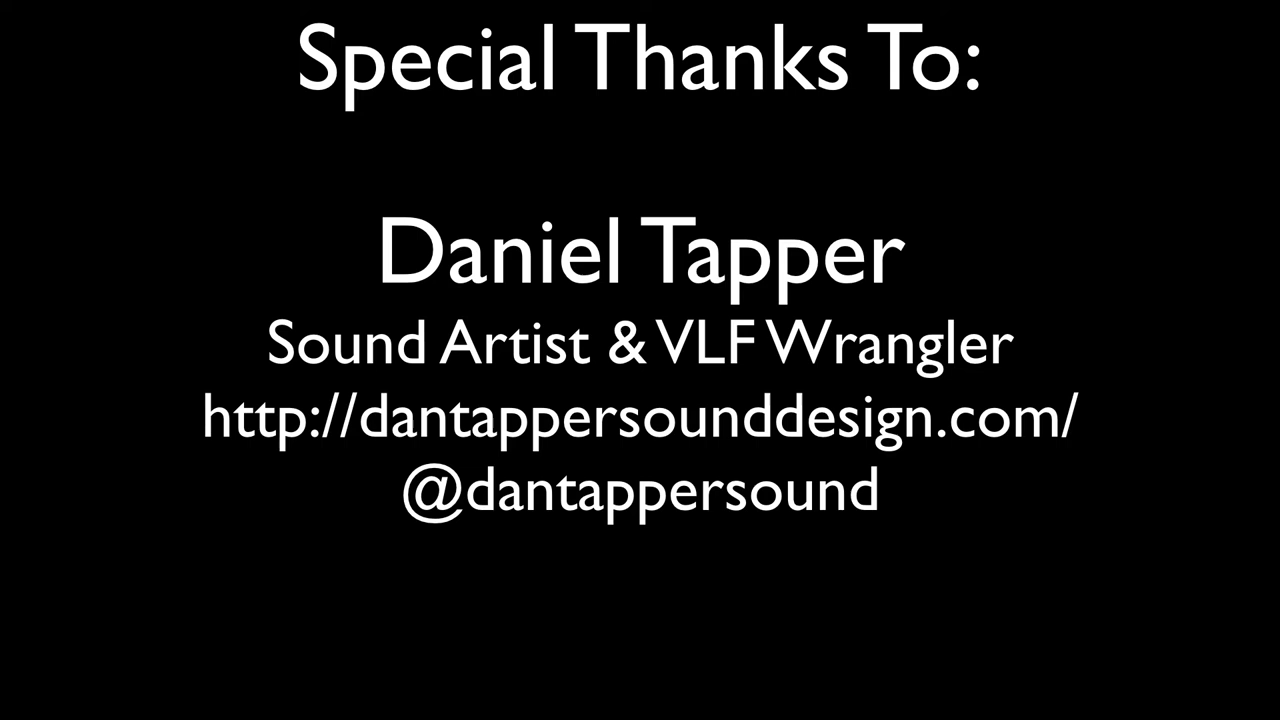 Special Thanks To:
Daniel Tapper
Sound Artist & VLF Wrangler
http://dantappersounddesign.com/
@dantappersound